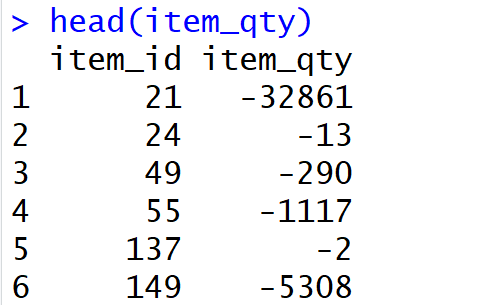 > head(item_qty)
item_id item_qty
1 21 -32861
2 24 -13
3 49 -290
4 55 -1117
5 137 -2
6 149 -5308